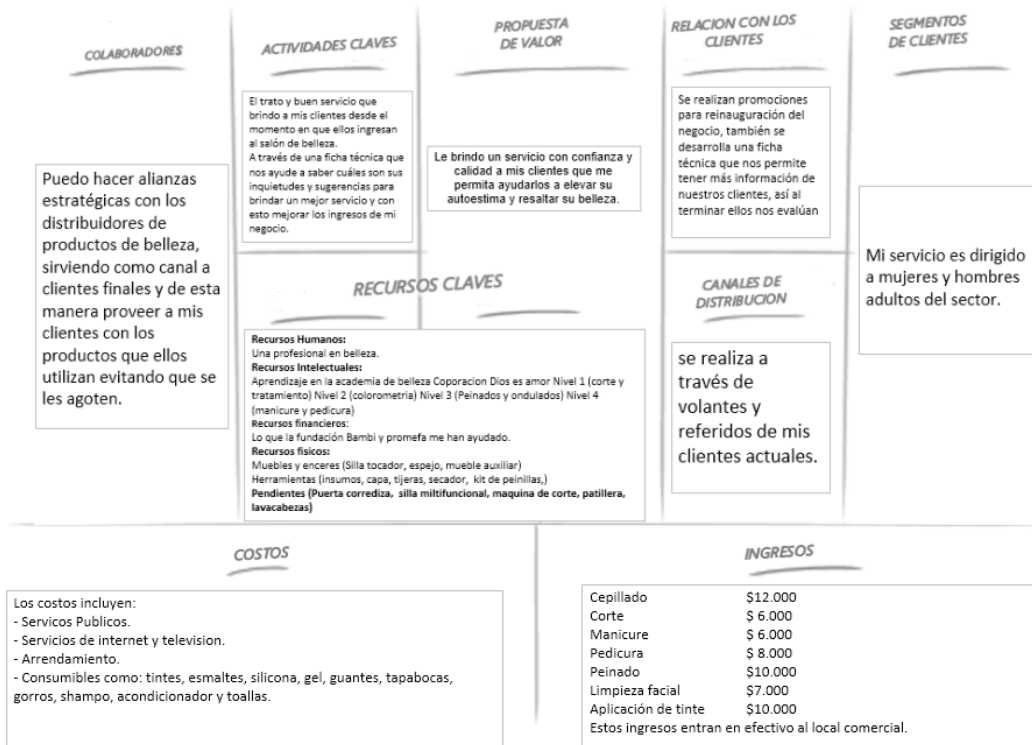 COLABORADORES
Puedo hacer alianzas
estratégicas con los
distribuidores de
productos de belleza,
sirviendo como canal a
clientes finales y de esta
manera proveer a mis
clientes con los
productos que ellos
utilizan evitando que se
les agoten.
ACTIVIDADES CLAVES
El trato y buen servicio que
brindo a mis clientes desde el
momento en que ellos ingresan
al salón de belleza.
A través de una ficha técnica que
nos ayude a saber cuáles son sus
inquietudes y sugerencias para
brindar un mejor servicio y con
esto mejorar los ingresos de mi
negocio.
PROPUESTA
DE VALOR
Le brindo un servicio con confianza y
calidad a mis clientes que me
permita ayudarlos a elevar su
autoestima y resaltar su belleza.
RELACION CON LOS
CLIENTES
Se realizan promociones
para reinauguración del
negocio, también se
desarrolla una ficha
técnica que nos permite
tener más información de
nuestros clientes, así al
terminar ellos nos evalúan
SEGMENTOS
DE CLIENTES
Mi servicio es dirigido
a mujeres y hombres
adultos del sector.
RECURSOS CLAVES
Recursos Humanos:
Una profesional en belleza.
Recursos Intelectuales:
Aprendizaje en la academia de belleza Coporacion Dios es amor Nivel 1 (corte y
tratamiento) Nivel 2 (colorometria) Nivel 3 (Peinados y ondulados) Nivel 4
(manicure y pedicura)
Recursos financieros:
Lo que la fundación Bambi y promefa me han ayudado.
Recursos fisicos:
Muebles y enceres (Silla tocador, espejo, mueble auxiliar)
Herramientas (insumos, capa, tijeras, secador, kit de peinillas,)
Pendientes (Puerta corrediza, silla miltifuncional, maquina de corte, patillera,
lavacabezas)
CANALES DE
DISTRIBUCION
se realiza a
través de
volantes y
referidos de mis
clientes actuales.
COSTOS
Los costos incluyen:
- Servicos Publicos.
- Servicios de internet y television.
- Arrendamiento.
- Consumibles como: tintes, esmaltes, silicona, gel, guantes, tapabocas,
gorros, shampo, acondicionador y toallas.
INGRESOS
Cepillado $12.000
Corte $ 6.000
Manicure $ 6.000
Pedicura $ 8.000
Peinado $10.000
Limpieza facial $7.000
Aplicación de tinte $10.000
Estos ingresos entran en efectivo al local comercial.